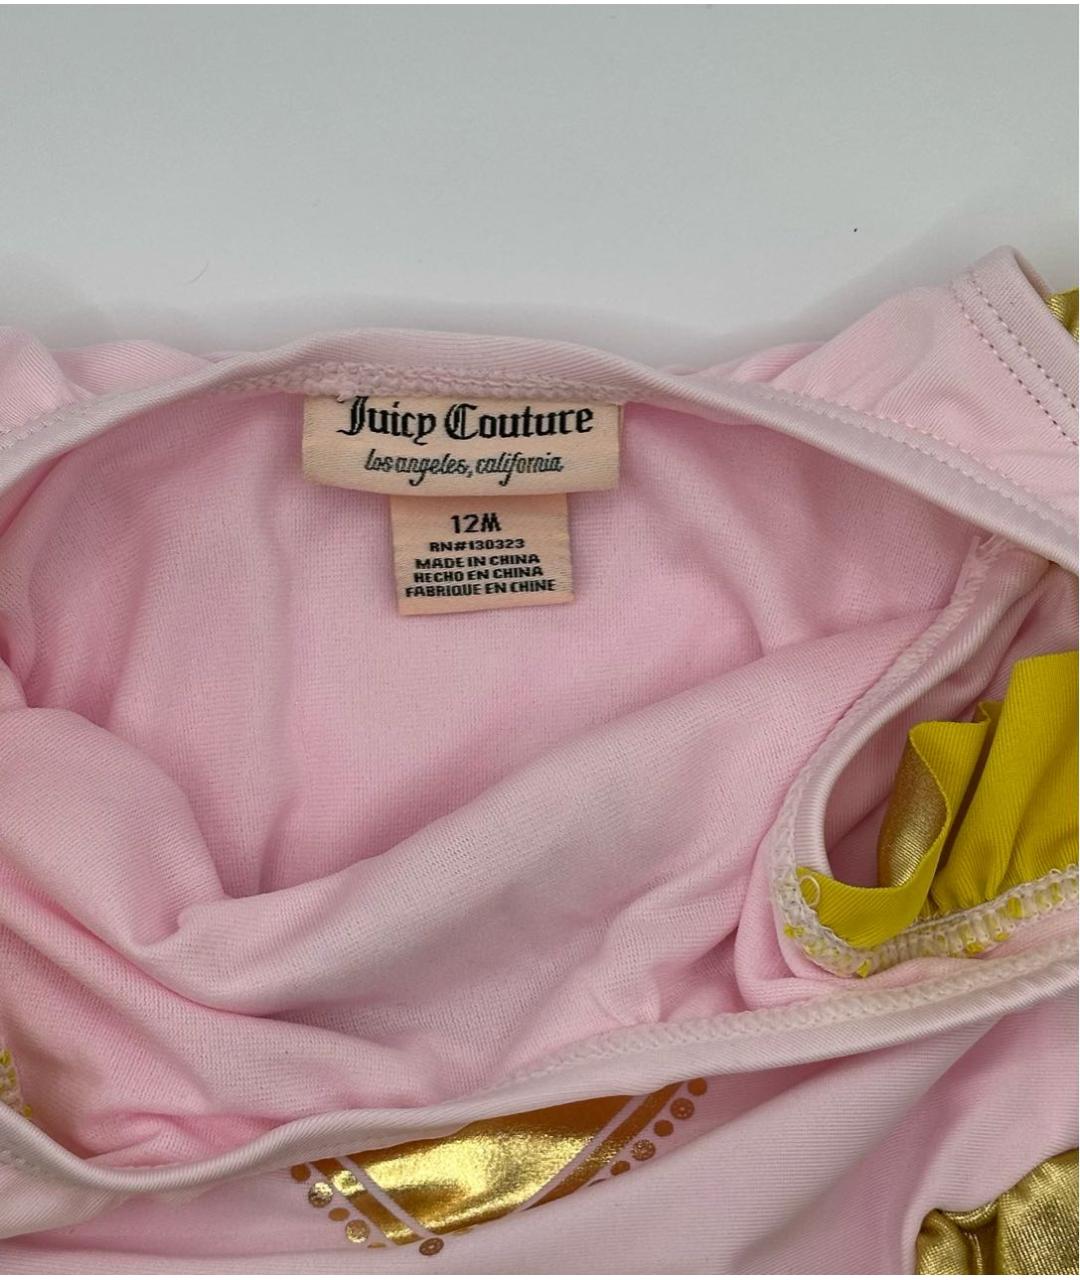 Juicy Couture
los angeles, california
12M
RN#130323
MADE IN CHINA
HECHO EN CHINA
FABRIQUE EN CHINE